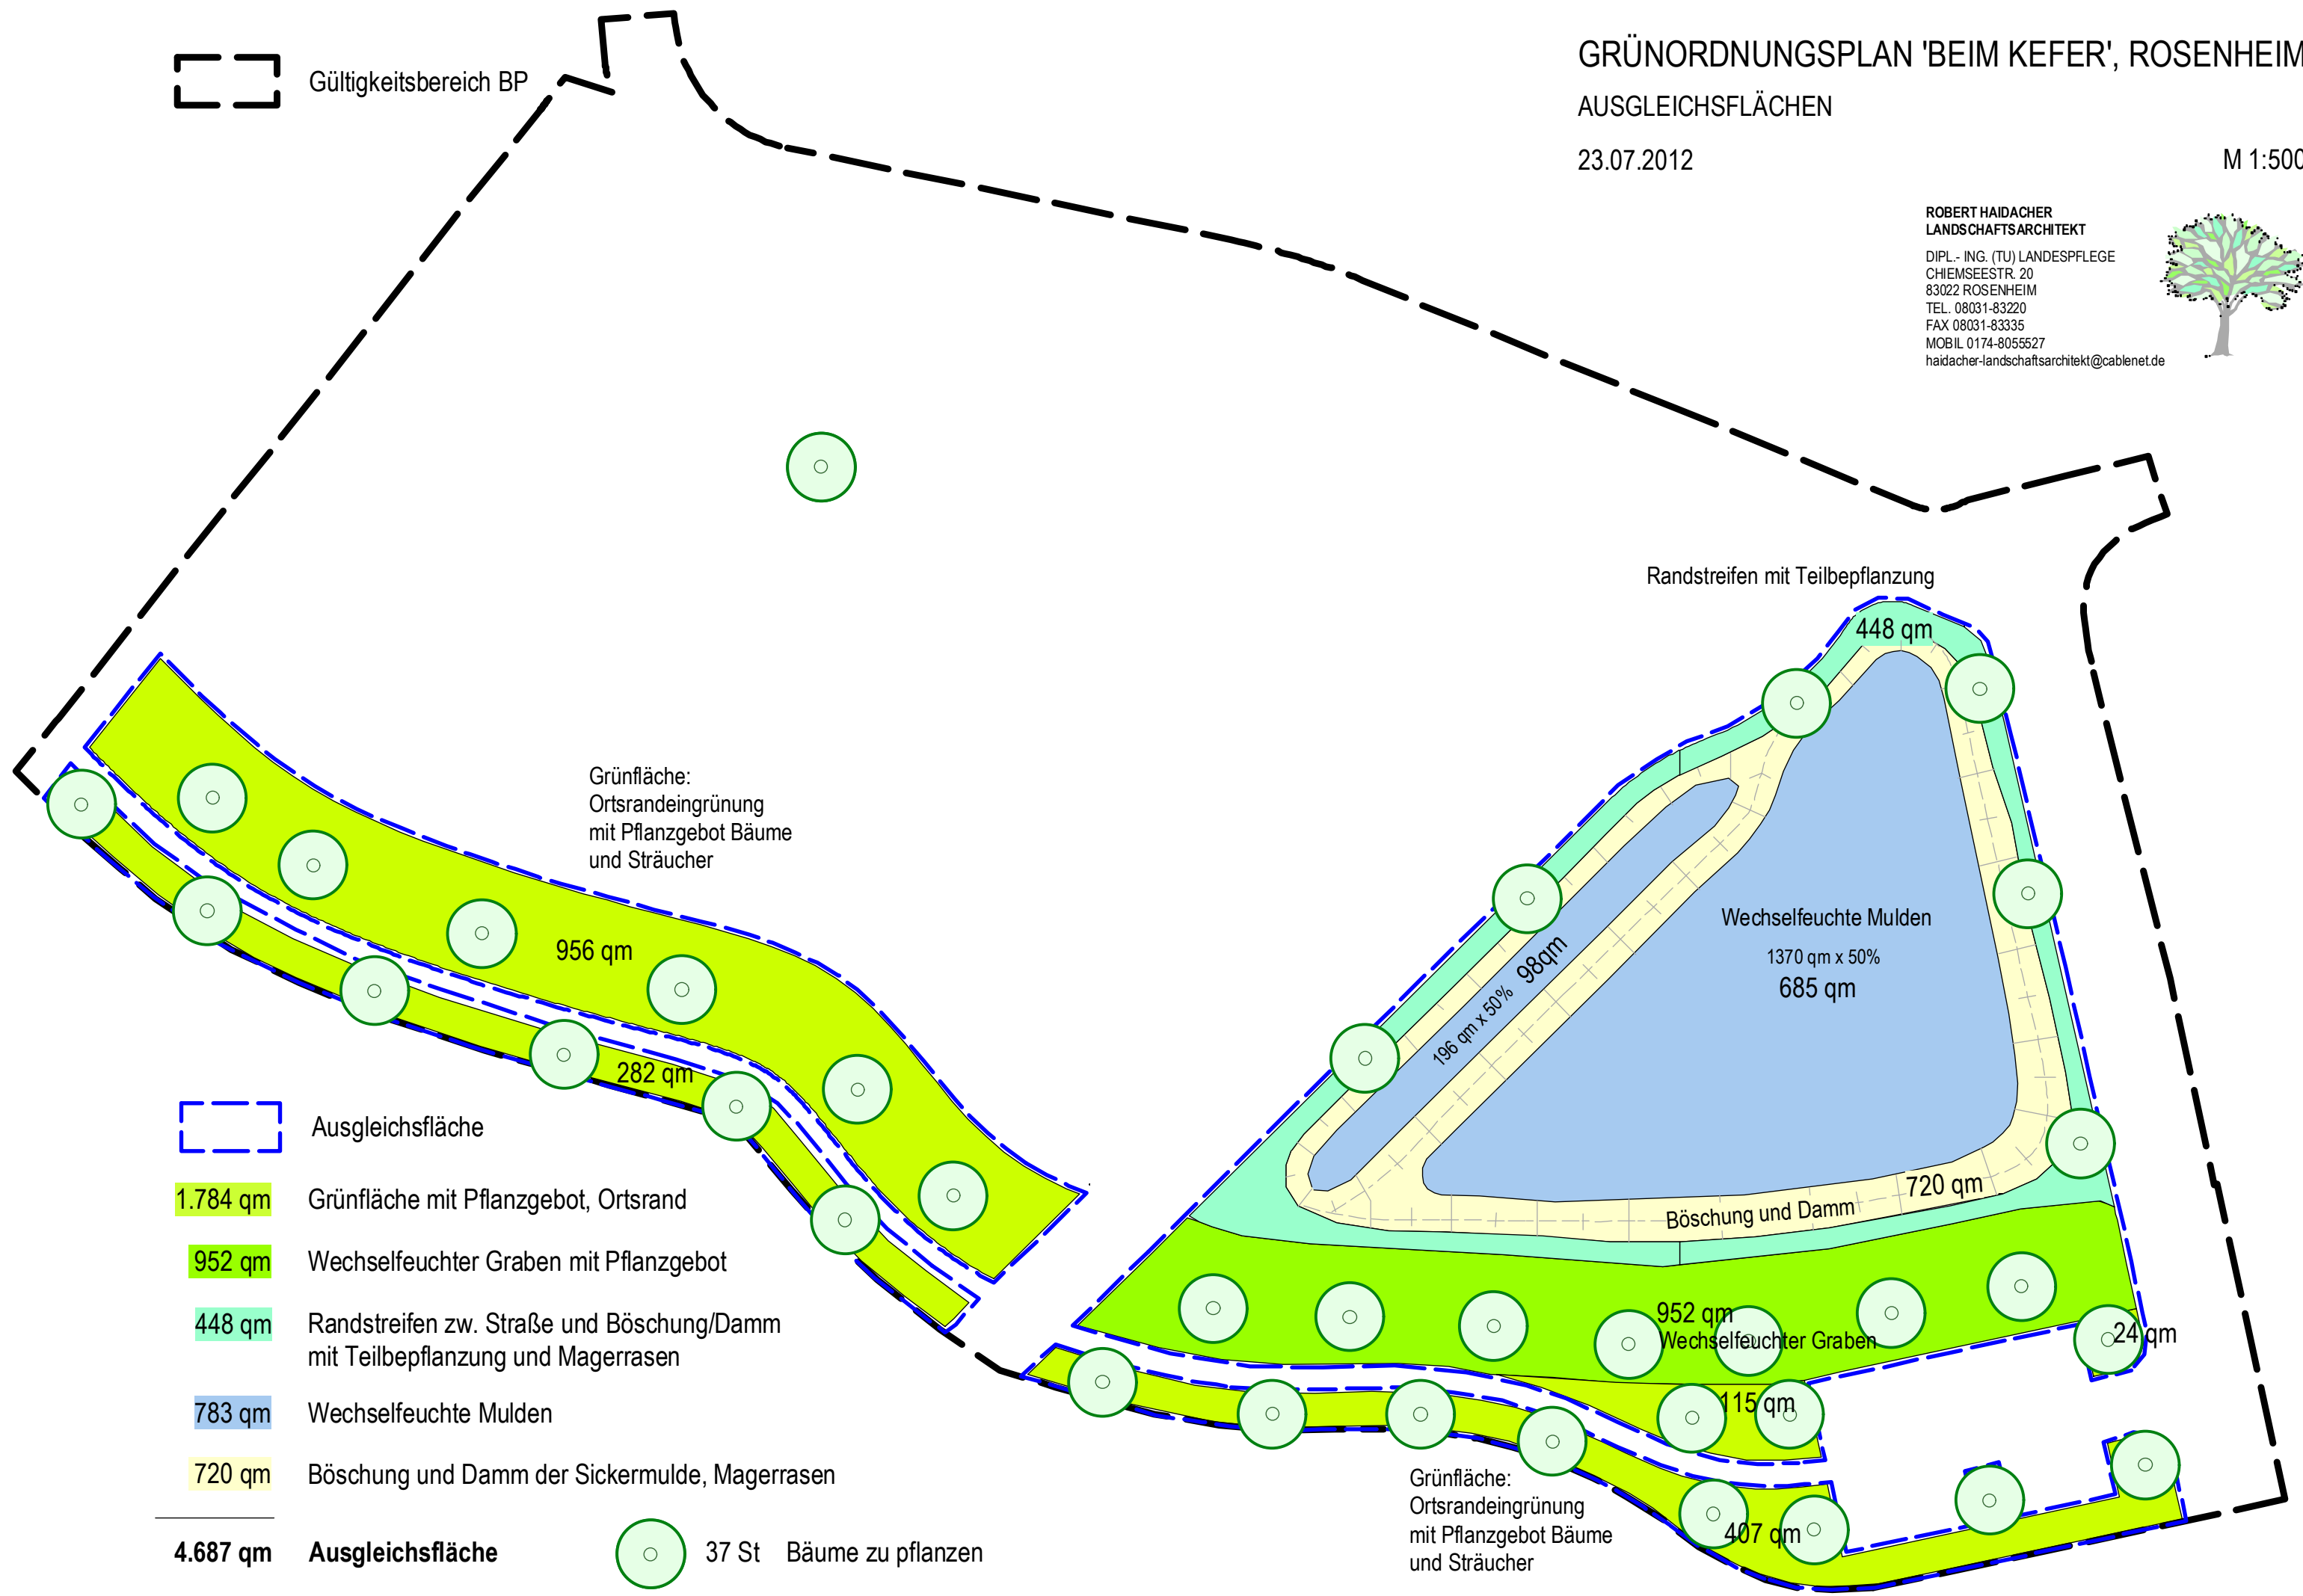 Gültigkeitsbereich BP
GRÜNORDNUNGSPLAN 'BEIM KEFER', ROSENHEIM
AUSGLEICHSFLÄCHEN
23.07.2012
M 1:500
ROBERT HAIDACHER
LANDSCHAFTSARCHITEKT
DIPL.- ING. (TU) LANDESPFLEGE
CHIEMSEESTR. 20
83022 ROSENHEIM
TEL. 08031-83220
FAX 08031-83335
MOBIL 0174-8055527
haidacher-landschaftsarchitekt@cablenet.de
Randstreifen mit Teilbepflanzung
448 qm
Grünfläche:
Ortsrandeingrünung
mit Pflanzgebot Bäume
und Sträucher
956 qm
282 qm
Wechselfeuchte Mulden
1370 qm x 50%
685 qm
196 qm x 50% 98qm
720 qm
Böschung und Damm
952 qm
Wechselfeuchter Graben
24 qm
115 qm
407 qm
Grünfläche:
Ortsrandeingrünung
mit Pflanzgebot Bäume
und Sträucher
Ausgleichsfläche
1.784 qm Grünfläche mit Pflanzgebot, Ortsrand
952 qm Wechselfeuchter Graben mit Pflanzgebot
448 qm Randstreifen zw. Straße und Böschung/Damm
mit Teilbepflanzung und Magerrasen
783 qm Wechselfeuchte Mulden
720 qm Böschung und Damm der Sickermulde, Magerrasen
4.687 qm Ausgleichsfläche
37 St Bäume zu pflanzen